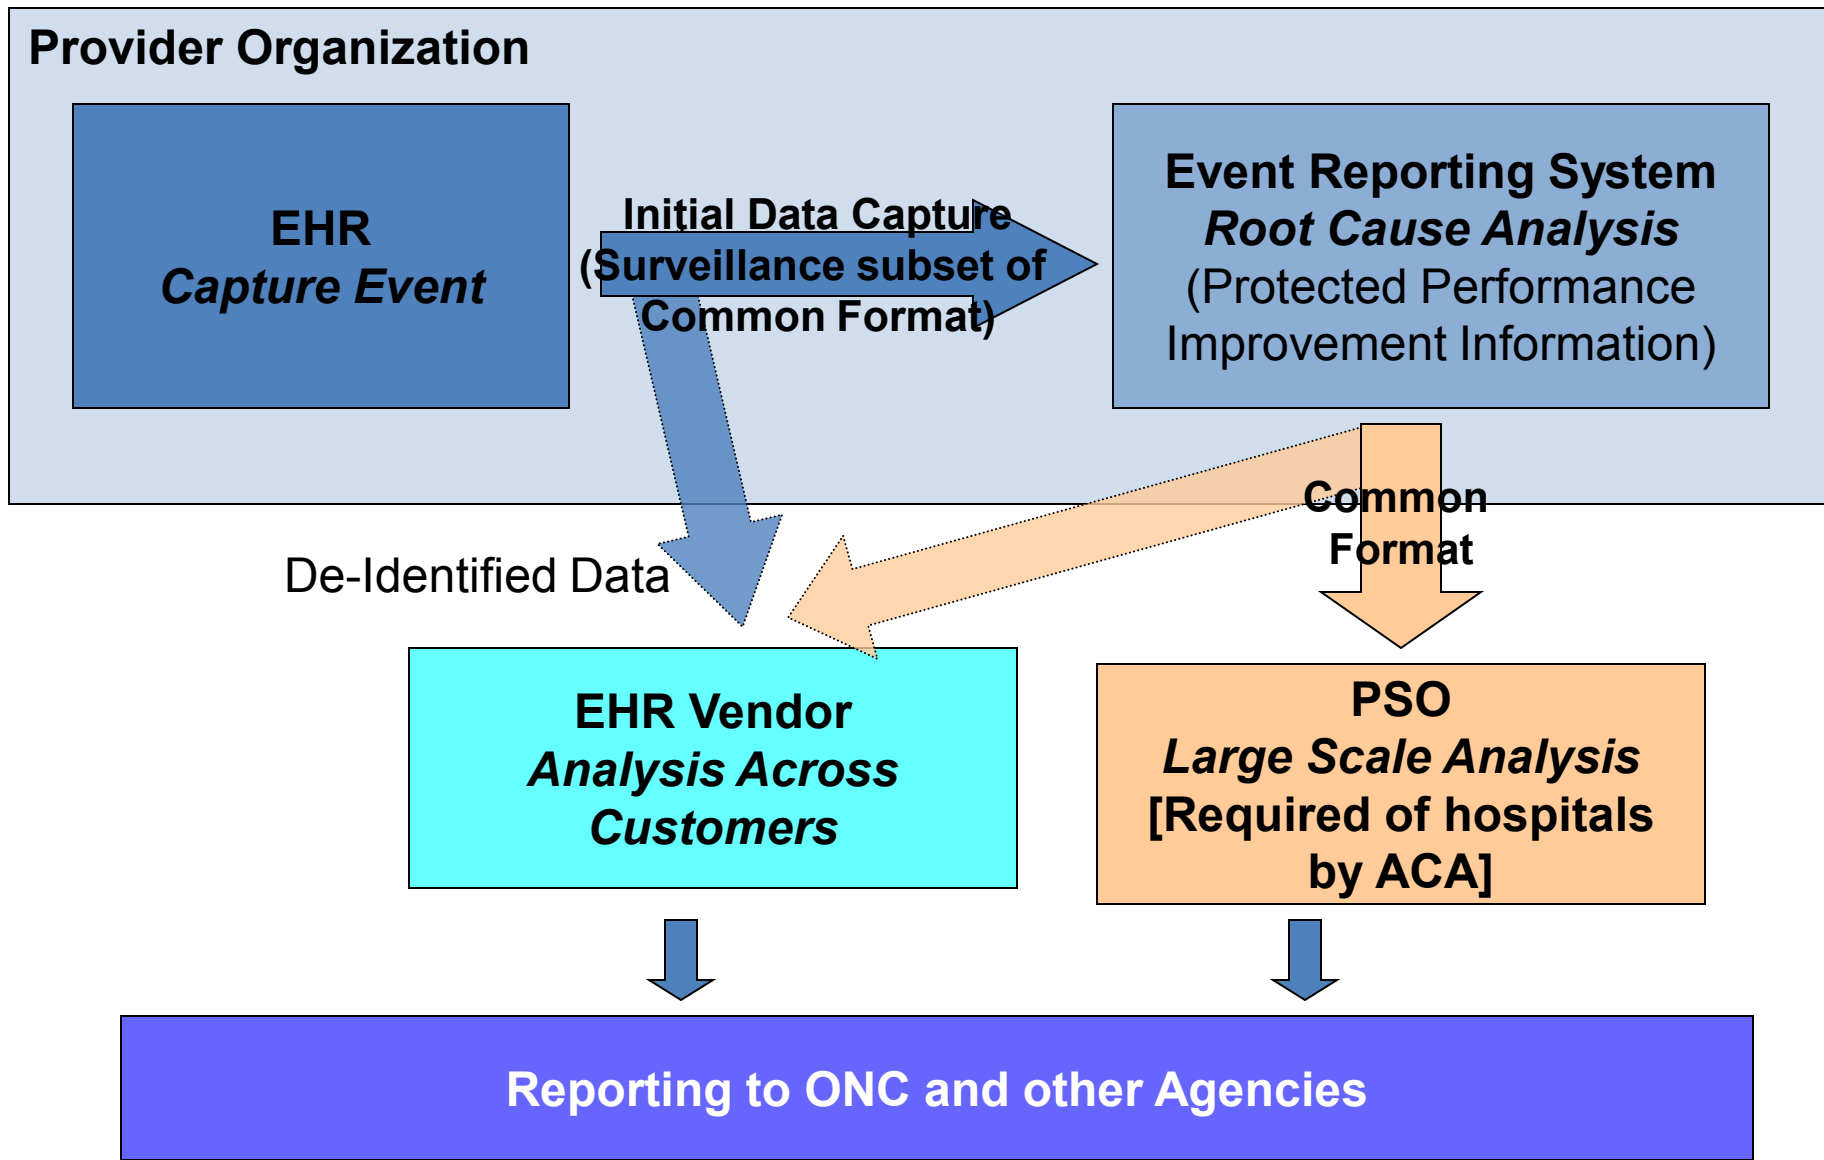 Provider Organization
EHR
Capture Event
Initial Data Capture
(Surveillance subset of
Common Format)
Event Reporting System
Root Cause Analysis
(Protected Performance
Improvement Information)
Common
Format
De-Identified Data
EHR Vendor
Analysis Across
Customers
PSO
Large Scale Analysis
[Required of hospitals
by ACA]
Reporting to ONC and other Agencies